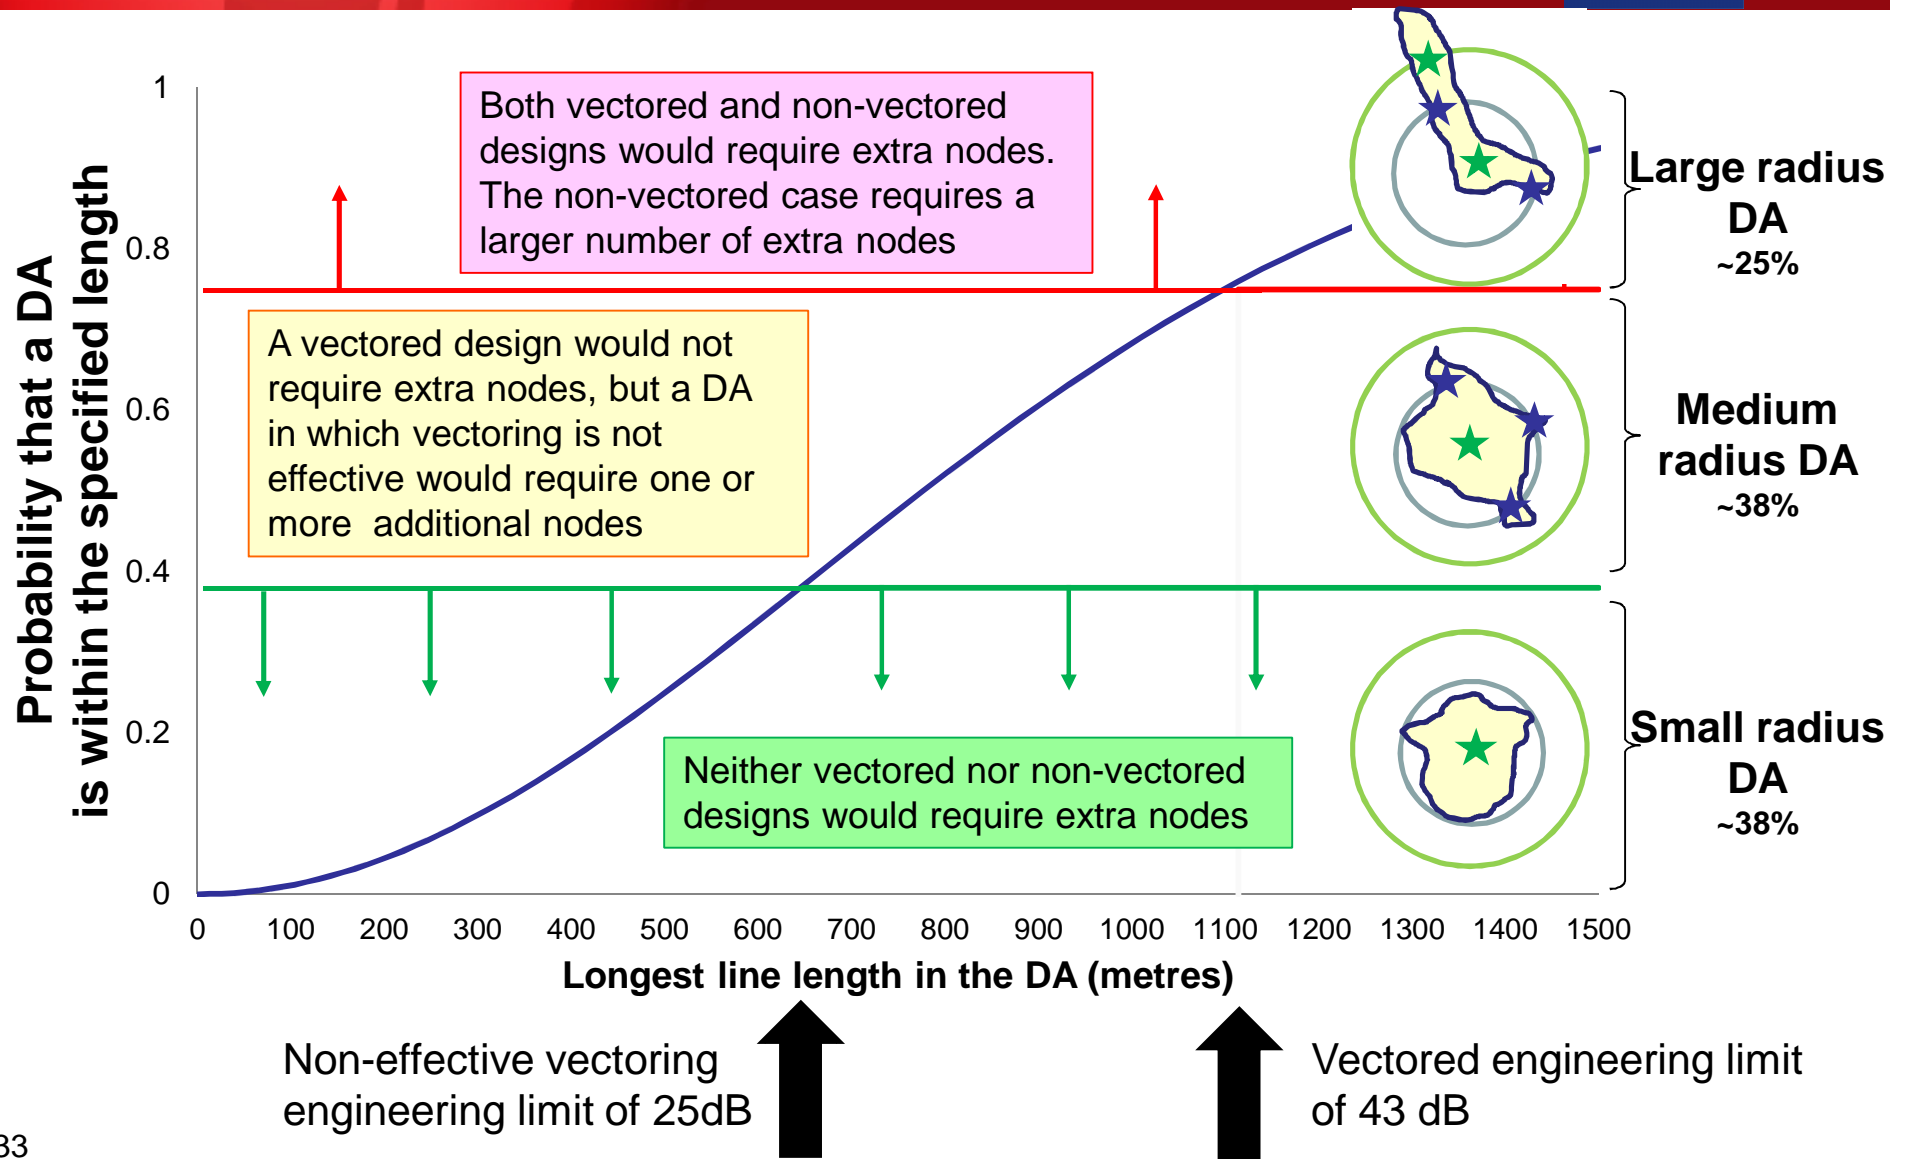 Probability that a DA
is within the specified length
1
0.8
0.6
0.4
0.2
0
Both vectored and non-vectored
designs would require extra nodes.
The non-vectored case requires a
larger number of extra nodes
A vectored design would not
require extra nodes, but a DA
in which vectoring is not
effective would require one or
more additional nodes
Neither vectored nor non-vectored
designs would require extra nodes
Large radius
DA
~25%
Medium
radius DA
~38%
Small radius
DA
~38%
0 100 200 300 400 500 600 700 800 900 1000 1100 1200 1300 1400 1500
Longest line length in the DA (metres)
Non-effective vectoring
engineering limit of 25dB
Vectored engineering limit
of 43 dB
33